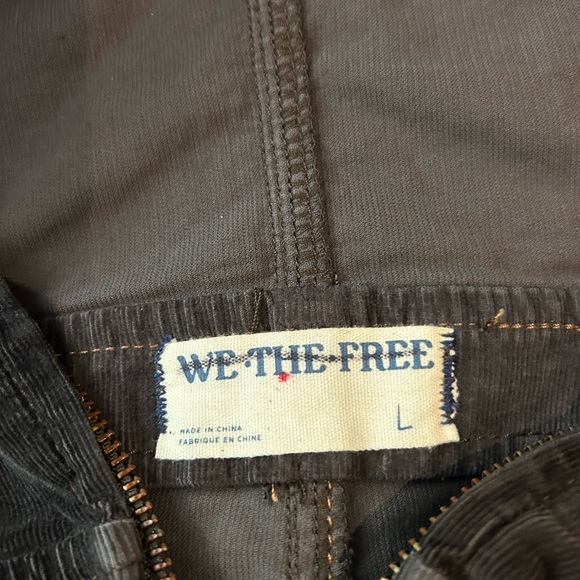 WE·THE·FREE
MADE IN CHINA
FABRIQUE EN CHINE
L